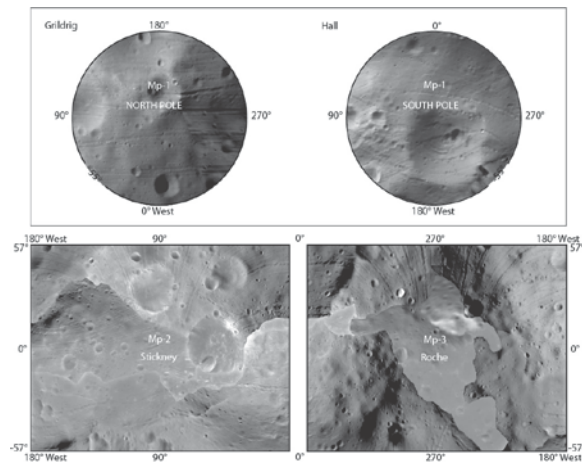 Grildrig
180°
Hall
0°
Mp-1
NORTH POLE
90°
270°
0° West
Mp-1
SOUTH POLE
90°
270°
180° West
180° West
90°
57°
0°
-57°
90°
Mp-2
Stickney
0°
270°
180° West
57°
0°
-57°
0°
270°
180° West
Mp-3
Roche